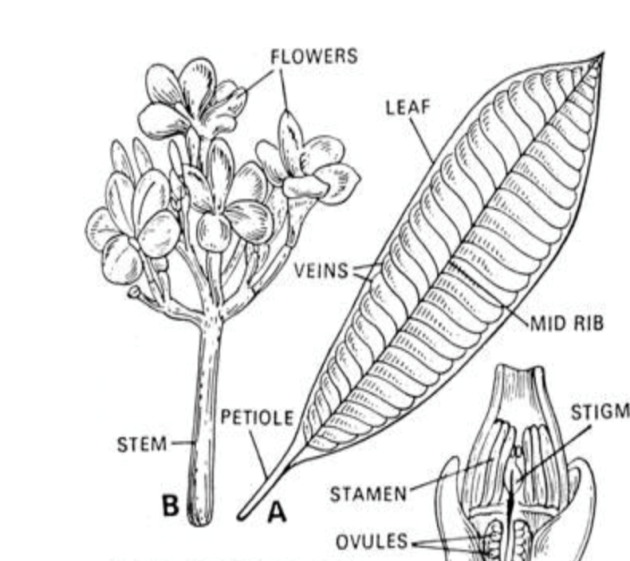 FLOWERS
LEAF
VEINS
MID RIB
PETIOLE
STIGM
STEM
STAMEN
B
A
OVULES